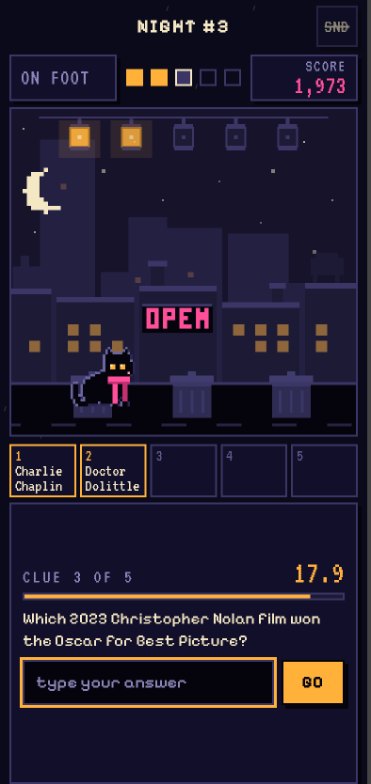 NIGHT #3
SND
ON FOOT
SCORE
1,973
OPEN
1
Charlie
Chaplin
2
Doctor
Dolittle
3
4
5
CLUE 3 OF 5
17.9
Which 2023 Christopher Nolan film won
the Oscar for Best Picture?
type your answer
GO